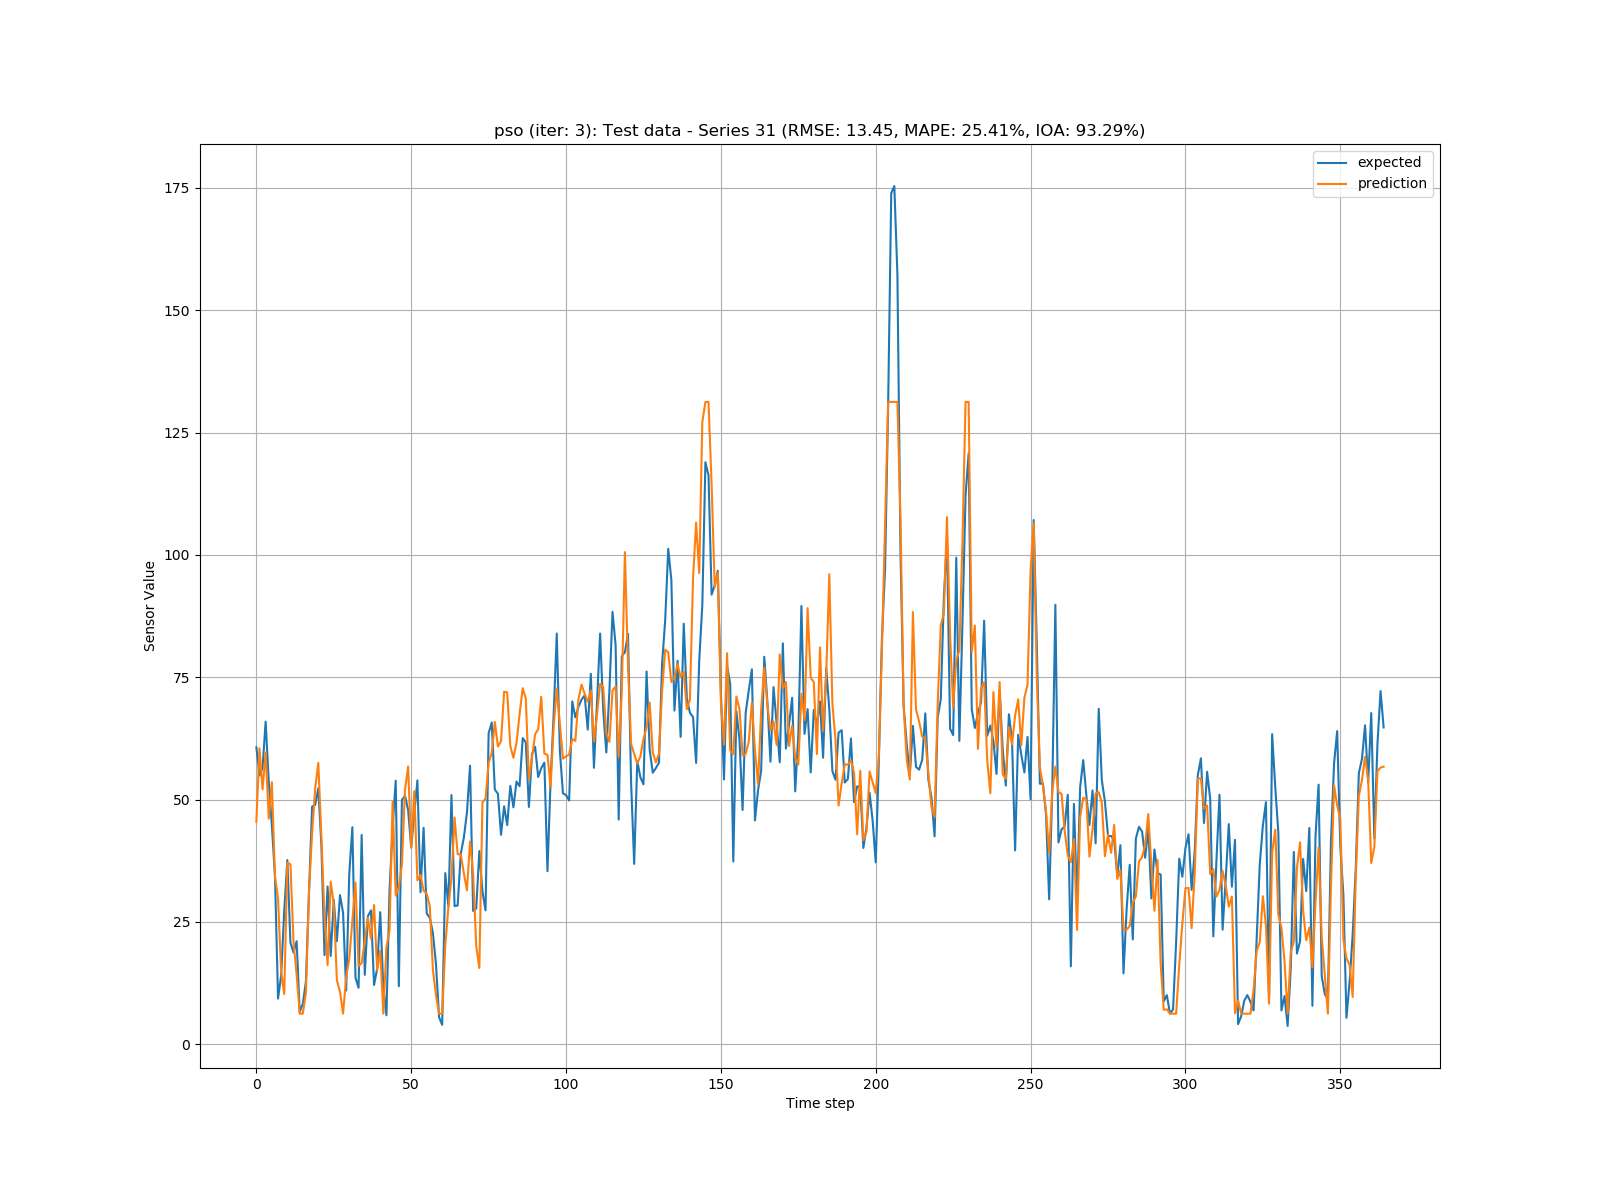 pso (iter: 3): Test data - Series 31 (RMSE: 13.45, MAPE: 25.41%, IOA: 93.29%)
expected
prediction
175
150
125
100
75
50
25
0
Sensor Value
0 50 100 150 200 250 300 350
Time step